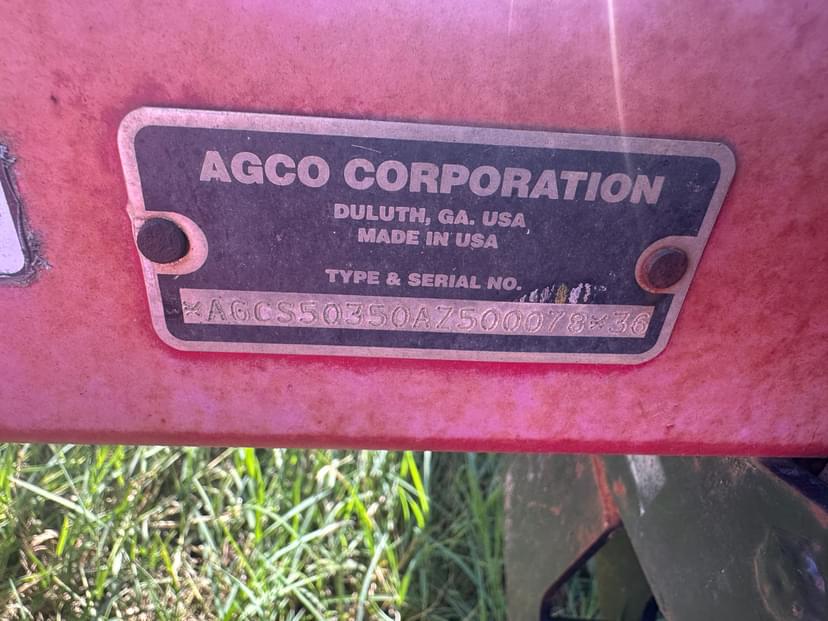 AGCO CORPORATION
DULUTH, GA. USA
MADE IN USA
TYPE & SERIAL NO.
*AGCS50350AZ500078*36